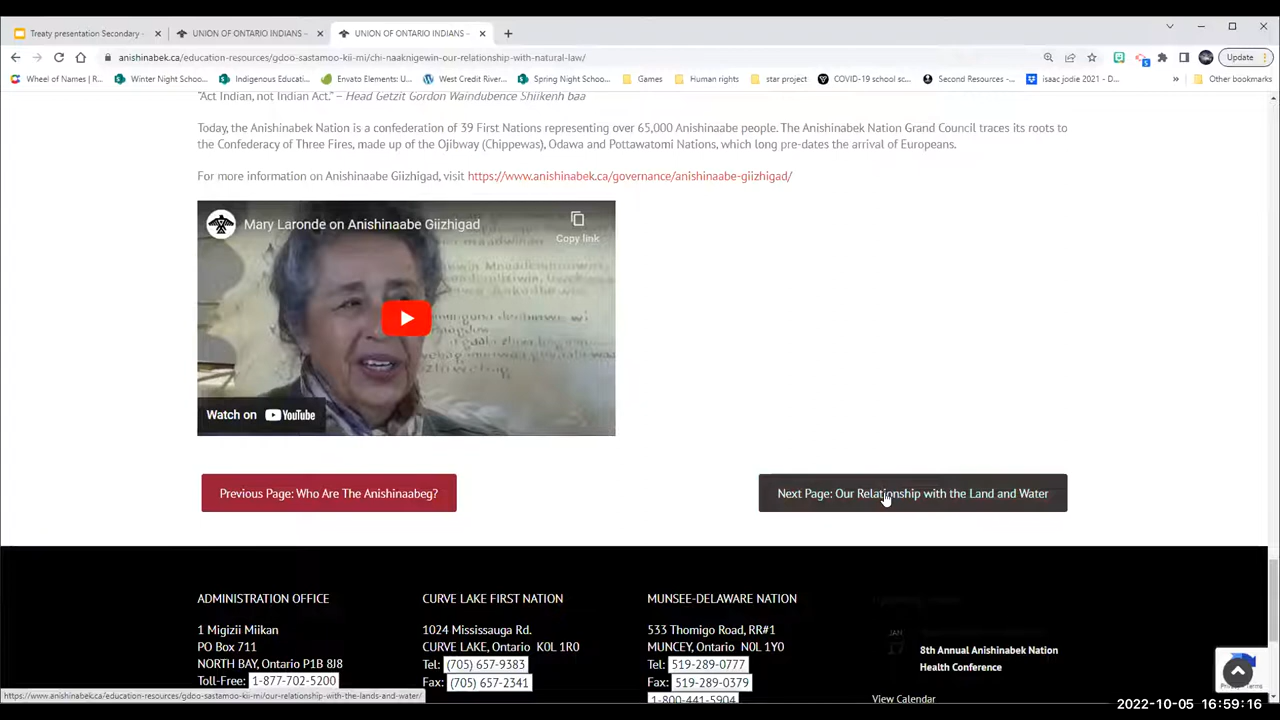 Treaty presentation Secondary -
UNION OF ONTARIO INDIANS -
UNION OF ONTARIO INDIANS -
anishinabek.ca/education-resources/gdoo-sastamoo-kii-mi/chi-naaknigewin-our-relationship-with-natural-law/
Update
Wheel of Names | R...
Winter Night Schoo...
Indigenous Educati...
Envato Elements: U...
West Credit River...
Spring Night Schoo...
Games
Human rights
star project
COVID-19 school sc...
Second Resources -...
isaac jodie 2021 - D...
»
Other bookmarks
"Act Indian, not Indian Act." – Head Getzit Gordon Waindubence Shiikenh baa
Today, the Anishinabek Nation is a confederation of 39 First Nations representing over 65,000 Anishinaabe people. The Anishinabek Nation Grand Council traces its roots to
the Confederacy of Three Fires, made up of the Ojibway (Chippewas), Odawa and Pottawatomi Nations, which long pre-dates the arrival of Europeans.
For more information on Anishinaabe Giizhigad, visit https://www.anishinabek.ca/governance/anishinaabe-giizhigad/
Mary Laronde on Anishinaabe Giizhigad
Copy link
Watch on YouTube
Previous Page: Who Are The Anishinaabeg?
Next Page: Our Relationship with the Land and Water
ADMINISTRATION OFFICE
1 Migizii Miikan
PO Box 711
NORTH BAY, Ontario P1B 8J8
Toll-Free: 1-877-702-5200
CURVE LAKE FIRST NATION
1024 Mississauga Rd.
CURVE LAKE, Ontario K0L 1R0
Tel: (705) 657-9383
Fax: (705) 657-2341
MUNSEE-DELAWARE NATION
533 Thomigo Road, RR#1
MUNCEY, Ontario N0L 1Y0
Tel: 519-289-0777
Fax: 519-289-0379
1-800-441-5904
JAN
17
8th Annual Anishinabek Nation
Health Conference
View Calendar
Privacy - Terms
https://www.anishinabek.ca/education-resources/gdoo-sastamoo-kii-mi/our-relationship-with-the-lands-and-water/
2022-10-05 16:59:16